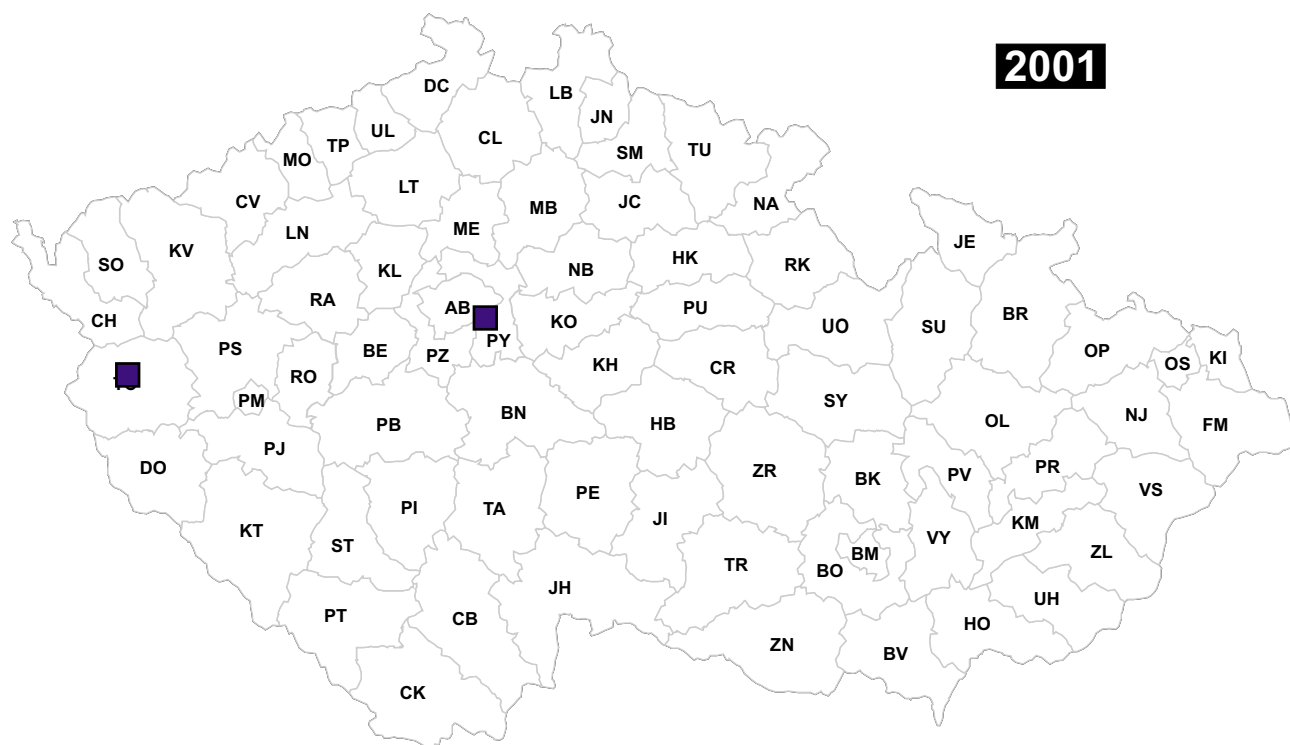 2001
DC
LB
JN
UL
TP
CL
MO
SM
TU
LT
CV
JC
NA
MB
LN
ME
KV
SO
JE
NB
HK
KL
RK
RA
AB
PU
CH
KO
UO
SU
BR
PY
PS
BE
PZ
OP
KI
OS
KH
CR
RO
PM
SY
BN
NJ
OL
PB
HB
FM
PJ
DO
ZR
PR
BK
PV
VS
PE
PI
TA
JI
KM
KT
VY
ST
ZL
BM
TR
BO
JH
UH
PT
CB
HO
ZN
BV
CK